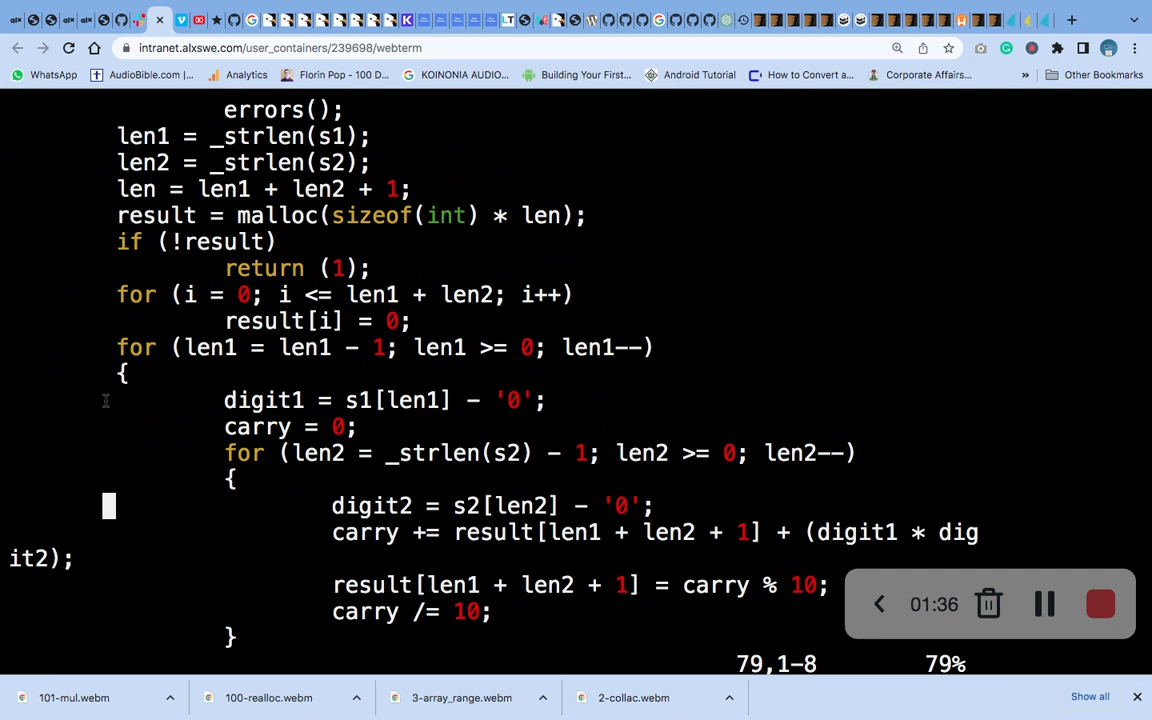 intranet.alxswe.com/user_containers/239698/webterm
WhatsApp AudioBible.com |... Analytics Florin Pop - 100 D... KOINONIA AUDIO... Building Your First... Android Tutorial How to Convert a... Corporate Affairs... » Other Bookmarks
errors();
len1 = _strlen(s1);
len2 = _strlen(s2);
len = len1 + len2 + 1;
result = malloc(sizeof(int) * len);
if (!result)
return (1);
for (i = 0; i <= len1 + len2; i++)
result[i] = 0;
for (len1 = len1 - 1; len1 >= 0; len1--)
{
digit1 = s1[len1] - '0';
carry = 0;
for (len2 = _strlen(s2) - 1; len2 >= 0; len2--)
{
digit2 = s2[len2] - '0';
carry += result[len1 + len2 + 1] + (digit1 * dig
it2);
result[len1 + len2 + 1] = carry % 10;
carry /= 10;
}
01:36
79,1-8 79%
101-mul.webm 100-realloc.webm 3-array_range.webm 2-collac.webm Show all